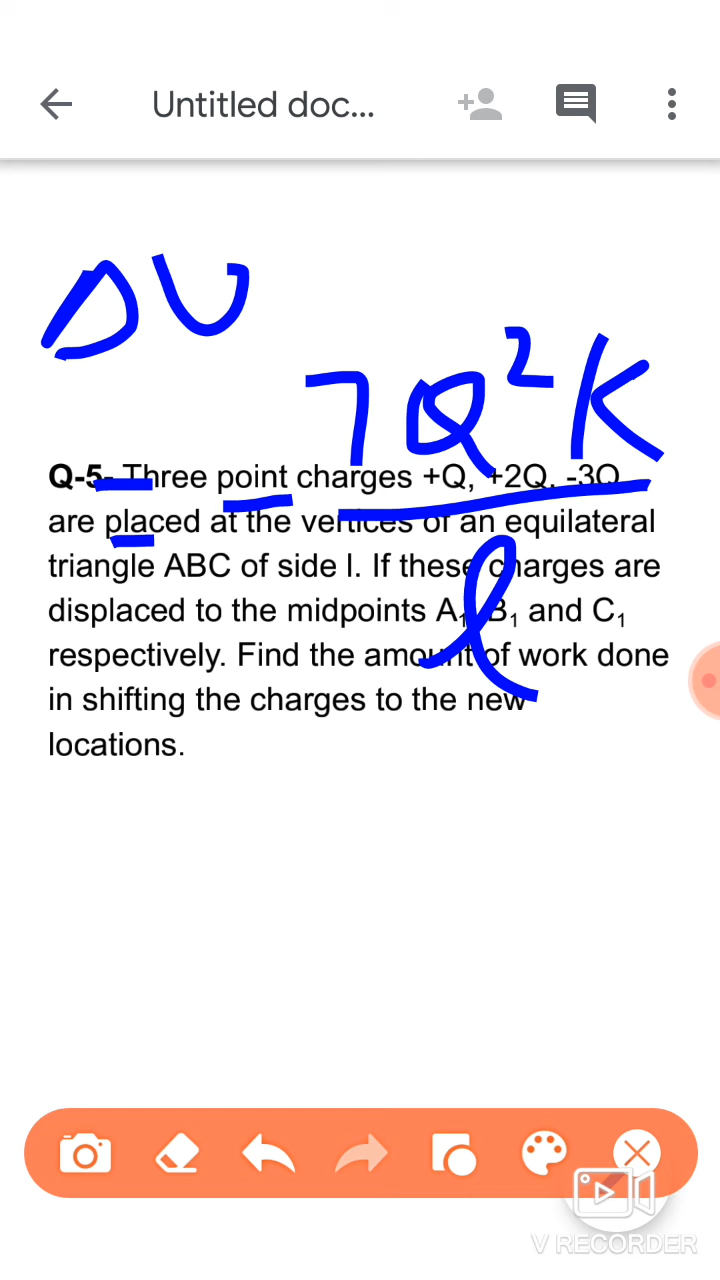 Untitled doc...
ΔU
7Q²K
l
Q-5- Three point charges +Q, +2Q, -3Q
are placed at the vertices of an equilateral
triangle ABC of side l. If these charges are
displaced to the midpoints A₁, B₁ and C₁
respectively. Find the amount of work done
in shifting the charges to the new
locations.
V RECORDER